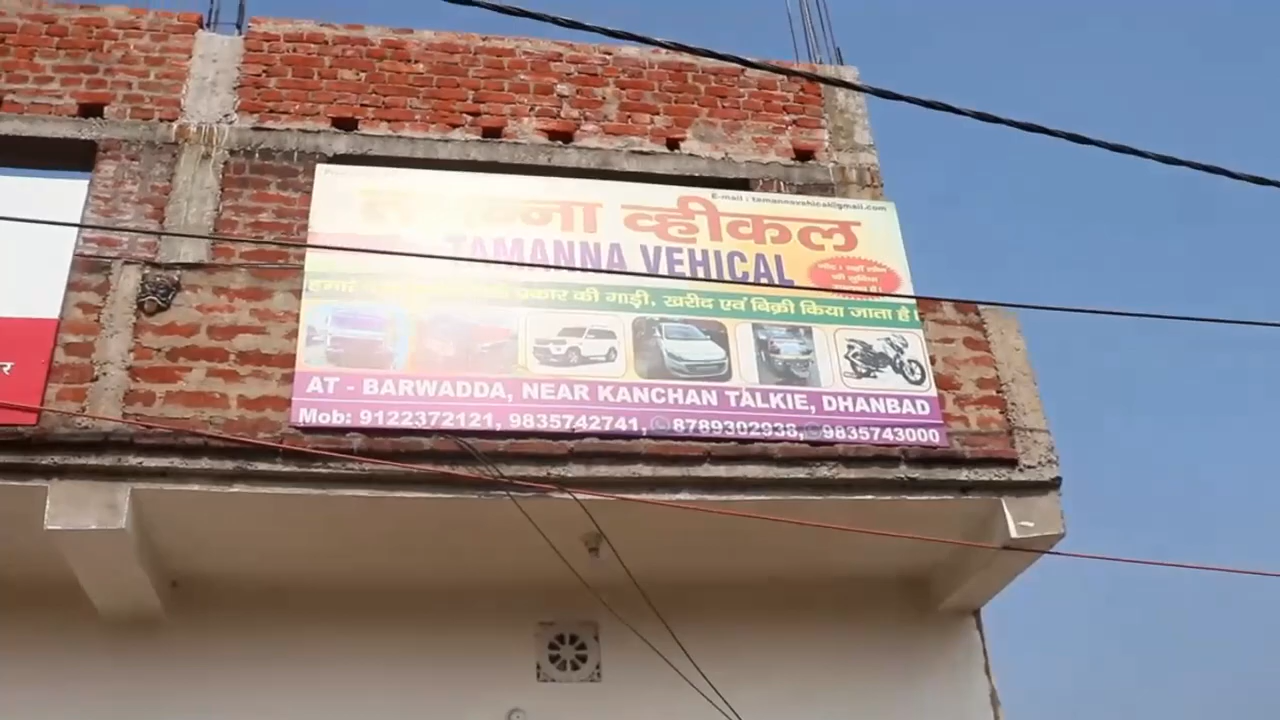 E-mail : tamannavehical@gmail.com
व्हीकल
TAMANNA VEHICAL
हमारे प्रकार की गाड़ी, खरीद एवं बिक्री किया जाता है।
AT - BARWADDA, NEAR KANCHAN TALKIE, DHANBAD
Mob: 9122372121, 9835742741, 8789302938, 9835743000
र